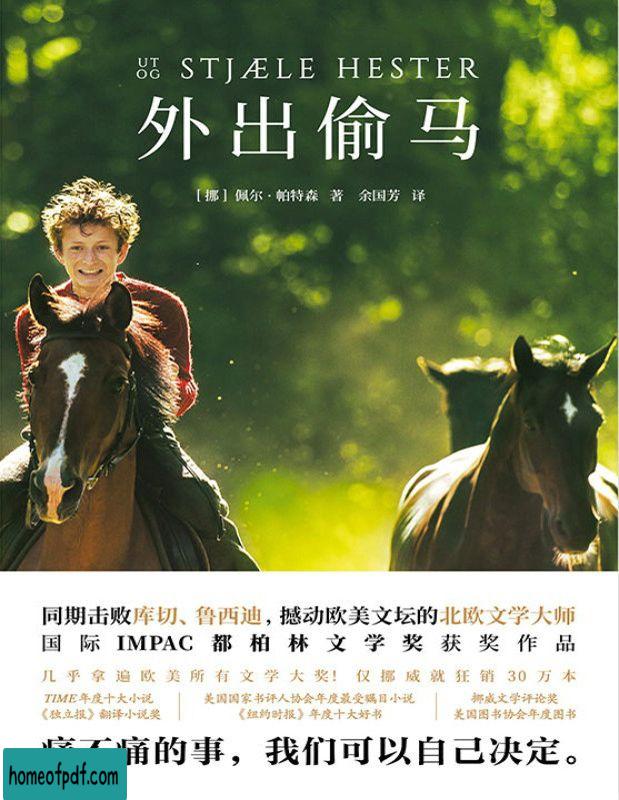 UT OG STJÆLE HESTER
外出偷马
［挪］佩尔·帕特森 著 余国芳 译
同期击败库切、鲁西迪，撼动欧美文坛的北欧文学大师
国际IMPAC都柏林文学奖获奖作品
几乎拿遍欧美所有文学大奖！仅挪威就狂销30万本
TIME年度十大小说 美国国家书评人协会年度最受瞩目小说 挪威文学评论奖
《独立报》翻译小说奖 《纽约时报》年度十大好书 美国图书协会年度图书
痛不痛的事，我们可以自己决定。
homeofpdf.com